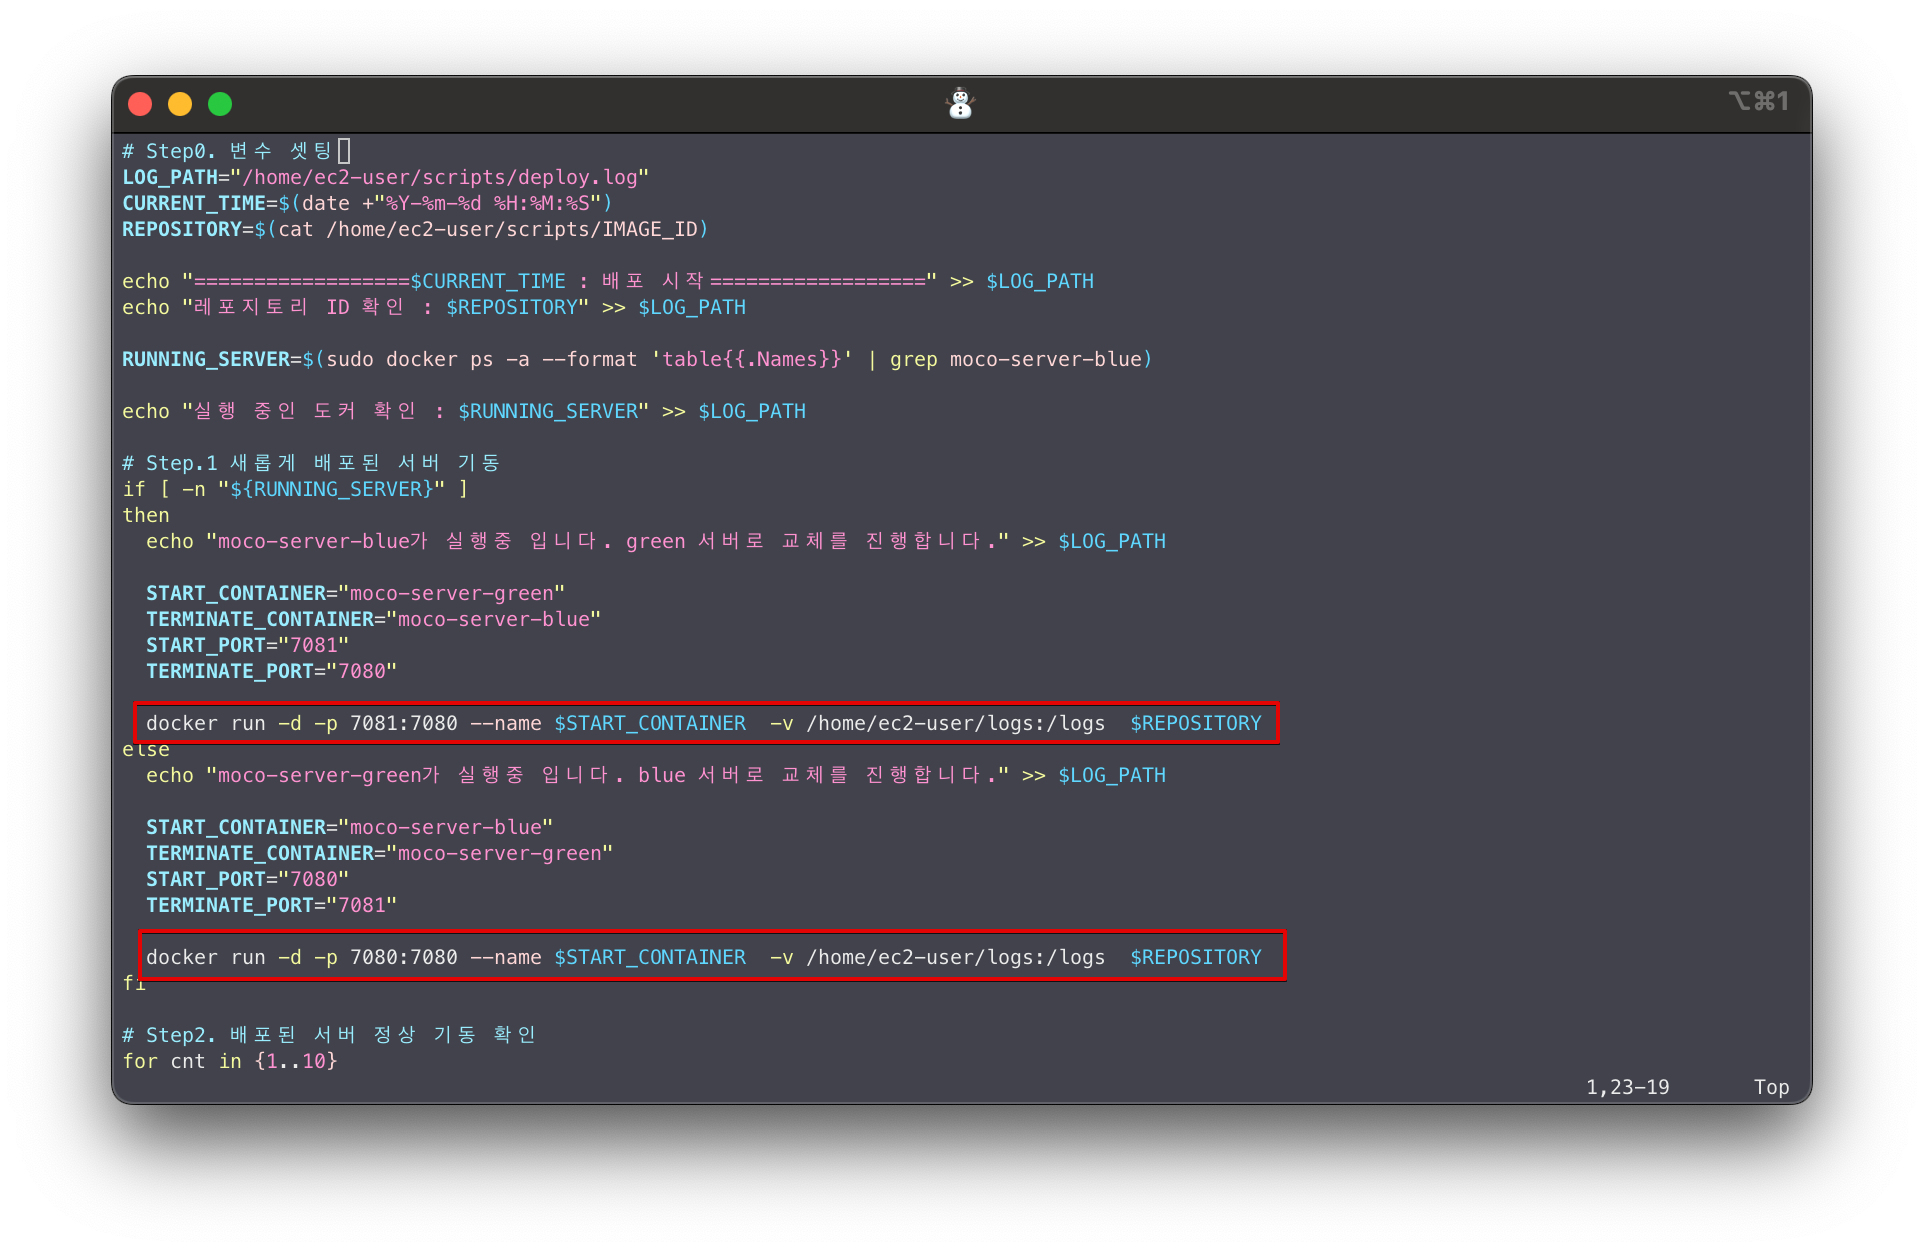 ⌥⌘1
# Step0. 변수 셋팅
LOG_PATH="/home/ec2-user/scripts/deploy.log"
CURRENT_TIME=$(date +"%Y-%m-%d %H:%M:%S")
REPOSITORY=$(cat /home/ec2-user/scripts/IMAGE_ID)
echo "==================$CURRENT_TIME : 배포 시작==================" >> $LOG_PATH
echo "레포지토리 ID 확인 : $REPOSITORY" >> $LOG_PATH
RUNNING_SERVER=$(sudo docker ps -a --format 'table{{.Names}}' | grep moco-server-blue)
echo "실행 중인 도커 확인 : $RUNNING_SERVER" >> $LOG_PATH
# Step.1 새롭게 배포된 서버 기동
if [ -n "${RUNNING_SERVER}" ]
then
  echo "moco-server-blue가 실행중 입니다. green 서버로 교체를 진행합니다." >> $LOG_PATH
  START_CONTAINER="moco-server-green"
  TERMINATE_CONTAINER="moco-server-blue"
  START_PORT="7081"
  TERMINATE_PORT="7080"
  docker run -d -p 7081:7080 --name $START_CONTAINER  -v /home/ec2-user/logs:/logs  $REPOSITORY
else
  echo "moco-server-green가 실행중 입니다. blue 서버로 교체를 진행합니다." >> $LOG_PATH
  START_CONTAINER="moco-server-blue"
  TERMINATE_CONTAINER="moco-server-green"
  START_PORT="7080"
  TERMINATE_PORT="7081"
  docker run -d -p 7080:7080 --name $START_CONTAINER  -v /home/ec2-user/logs:/logs  $REPOSITORY
fi
# Step2. 배포된 서버 정상 기동 확인
for cnt in {1..10}
1,23-19 Top